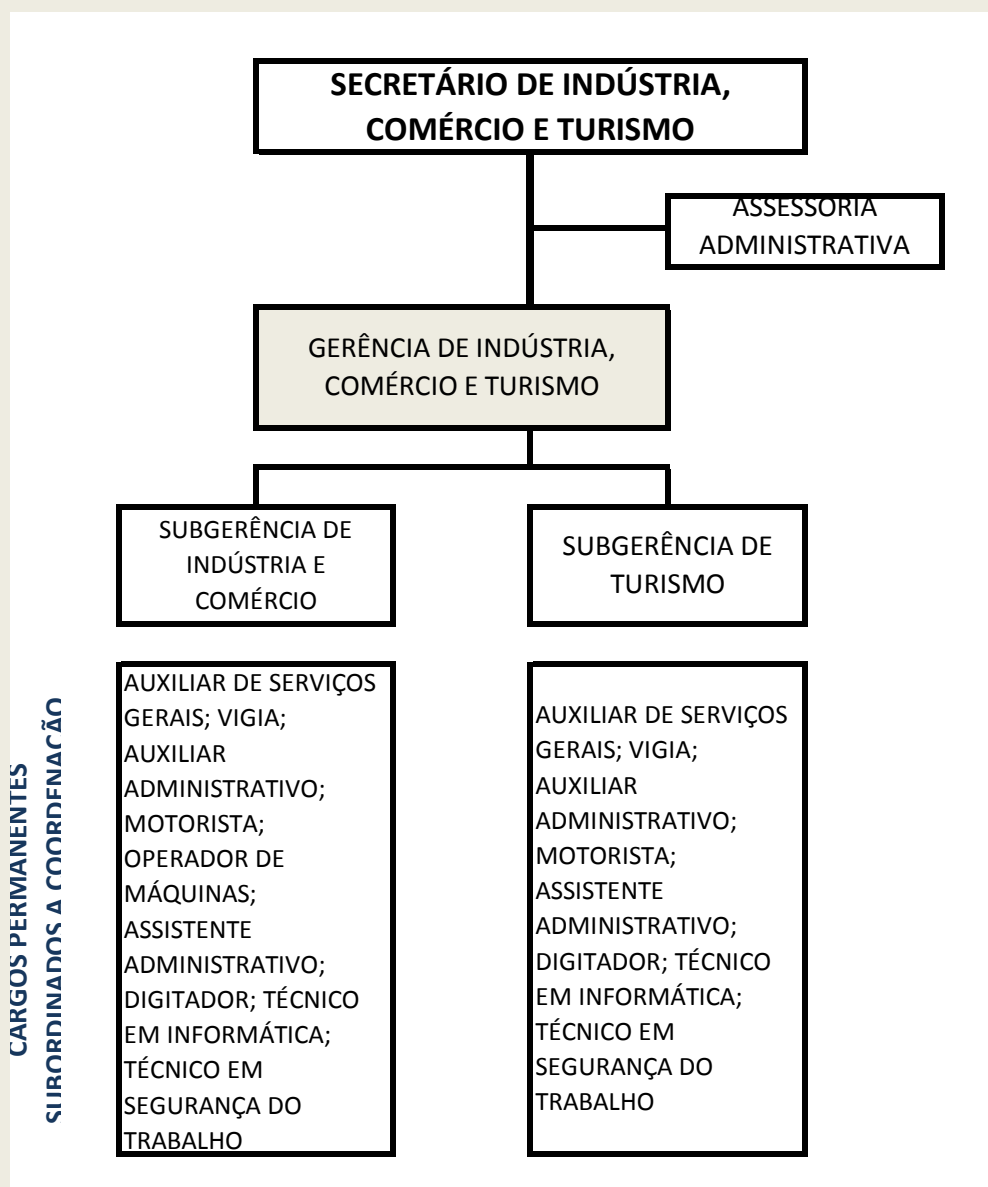 SECRETÁRIO DE INDÚSTRIA,
COMÉRCIO E TURISMO
ASSESSORIA
ADMINISTRATIVA
GERÊNCIA DE INDÚSTRIA,
COMÉRCIO E TURISMO
SUBGERÊNCIA DE
INDÚSTRIA E
COMÉRCIO
SUBGERÊNCIA DE
TURISMO
CARGOS PERMANENTES
SUBORDINADOS A COORDENAÇÃO
AUXILIAR DE SERVIÇOS
GERAIS; VIGIA;
AUXILIAR
ADMINISTRATIVO;
MOTORISTA;
OPERADOR DE
MÁQUINAS;
ASSISTENTE
ADMINISTRATIVO;
DIGITADOR; TÉCNICO
EM INFORMÁTICA;
TÉCNICO EM
SEGURANÇA DO
TRABALHO
AUXILIAR DE SERVIÇOS
GERAIS; VIGIA;
AUXILIAR
ADMINISTRATIVO;
MOTORISTA;
ASSISTENTE
ADMINISTRATIVO;
DIGITADOR; TÉCNICO
EM INFORMÁTICA;
TÉCNICO EM
SEGURANÇA DO
TRABALHO